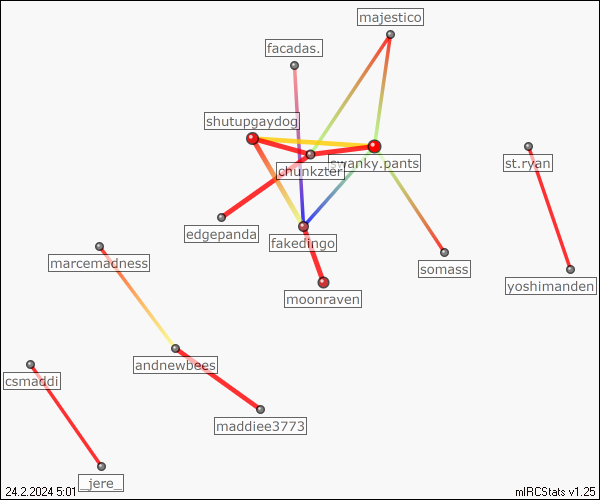 majestico
facadas.
shutupgaydog
chunkzter
swanky.pants
st.ryan
edgepanda
fakedingo
marcemadness
somass
yoshimanden
moonraven
andnewbees
csmaddi
maddiee3773
_jere_
24.2.2024 5:01
mIRCStats v1.25